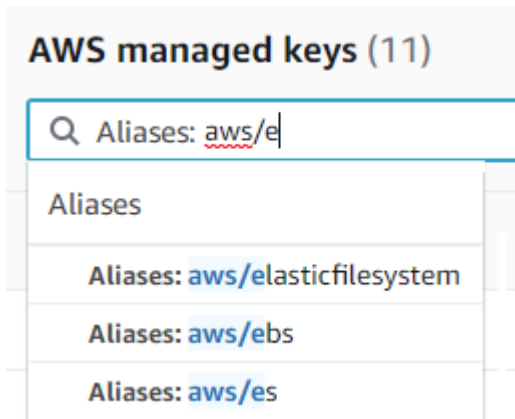 AWS managed keys (11)
Aliases: aws/e
Aliases
Aliases: aws/elasticfilesystem
Aliases: aws/ebs
Aliases: aws/es